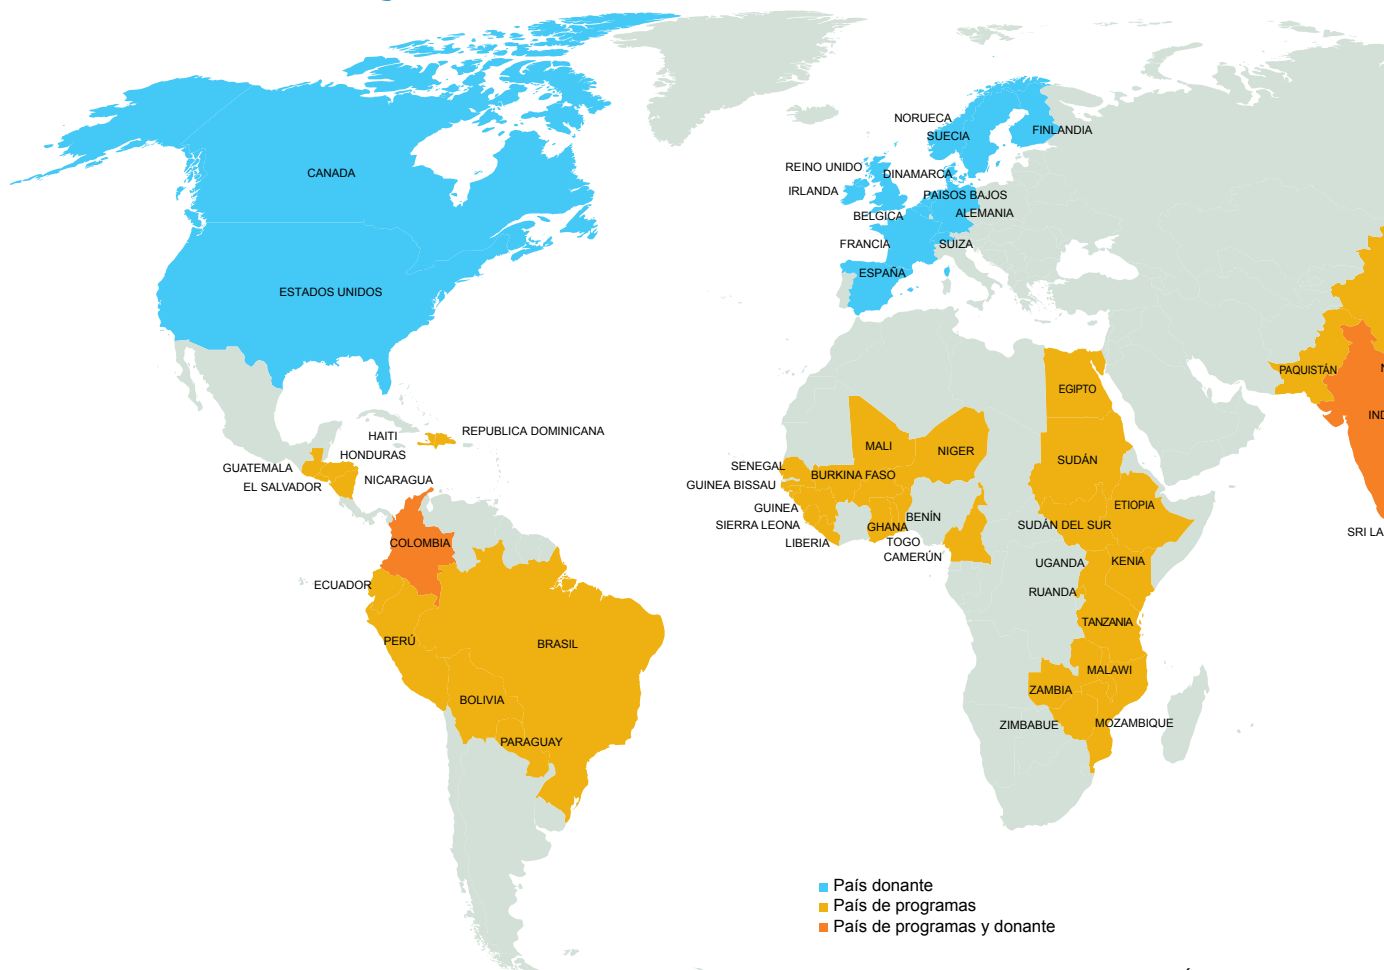 NORUECA
SUECIA
FINLANDIA
CANADA
REINO UNIDO
DINAMARCA
IRLANDA
PAISOS BAJOS
BELGICA
ALEMANIA
FRANCIA
SUIZA
ESPAÑA
ESTADOS UNIDOS
PAQUISTÁN
EGIPTO
HAITI
REPUBLICA DOMINICANA
HONDURAS
GUATEMALA
NICARAGUA
EL SALVADOR
MALI
NIGER
SUDÁN
SENEGAL
BURKINA FASO
GUINEA BISSAU
ETIOPIA
GUINEA
BENÍN
SIERRA LEONA
GHANA
SUDÁN DEL SUR
LIBERIA
TOGO
CAMERÚN
COLOMBIA
UGANDA
KENIA
ECUADOR
RUANDA
TANZANIA
PERÚ
BRASIL
MALAWI
BOLIVIA
ZAMBIA
ZIMBABUE
MOZAMBIQUE
PARAGUAY
IND
SRI LA
País donante
País de programas
País de programas y donante